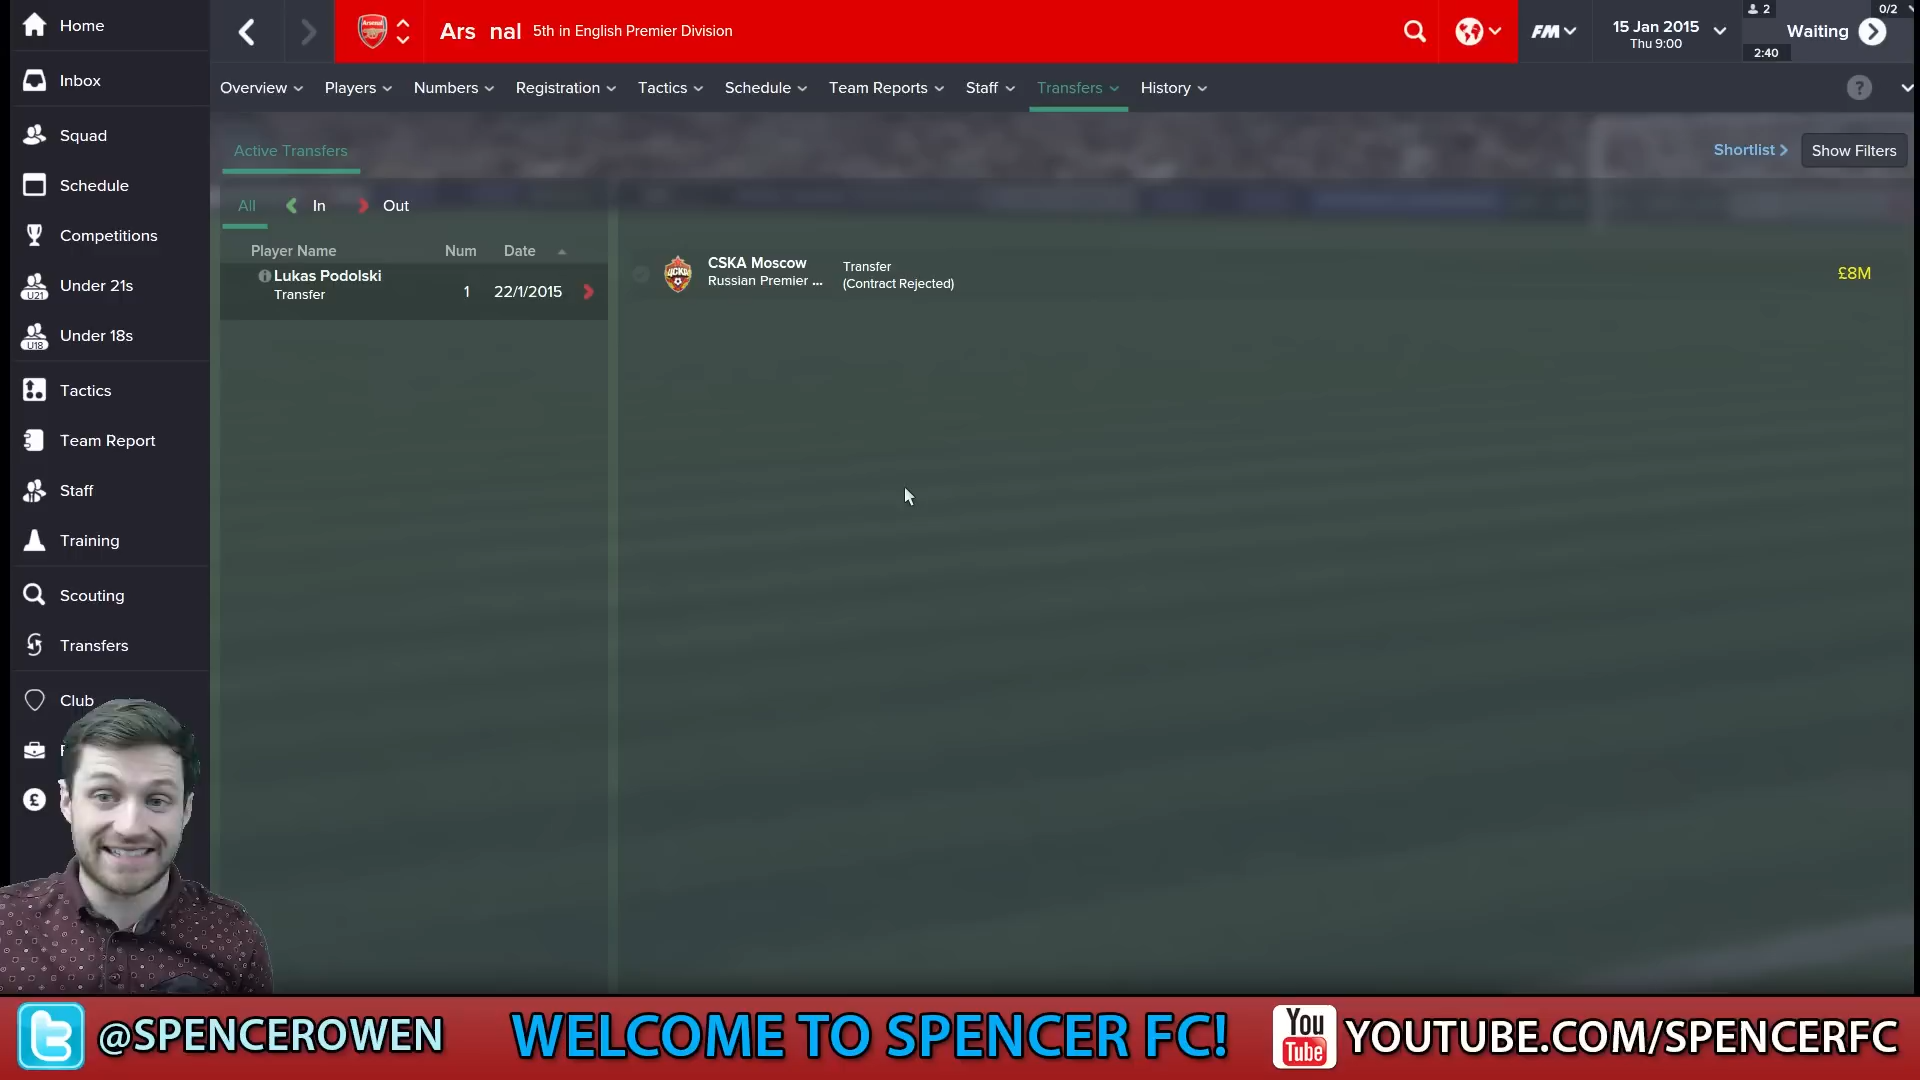 Home
Inbox
Squad
Schedule
Competitions
Under 21s
U21
Under 18s
U18
Tactics
Team Report
Staff
Training
Scouting
Transfers
Club
£
Arsenal
Ars nal 5th in English Premier Division
FM
15 Jan 2015
Thu 9:00
2
0/2
Waiting
2:40
Overview Players Numbers Registration Tactics Schedule Team Reports Staff Transfers History ?
Active Transfers
Shortlist > Show Filters
All In Out
Player Name Num Date
Lukas Podolski
Transfer 1 22/1/2015
CSKA Moscow
Russian Premier ...
Transfer
(Contract Rejected)
£8M
@SPENCEROWEN WELCOME TO SPENCER FC! You Tube YOUTUBE.COM/SPENCERFC